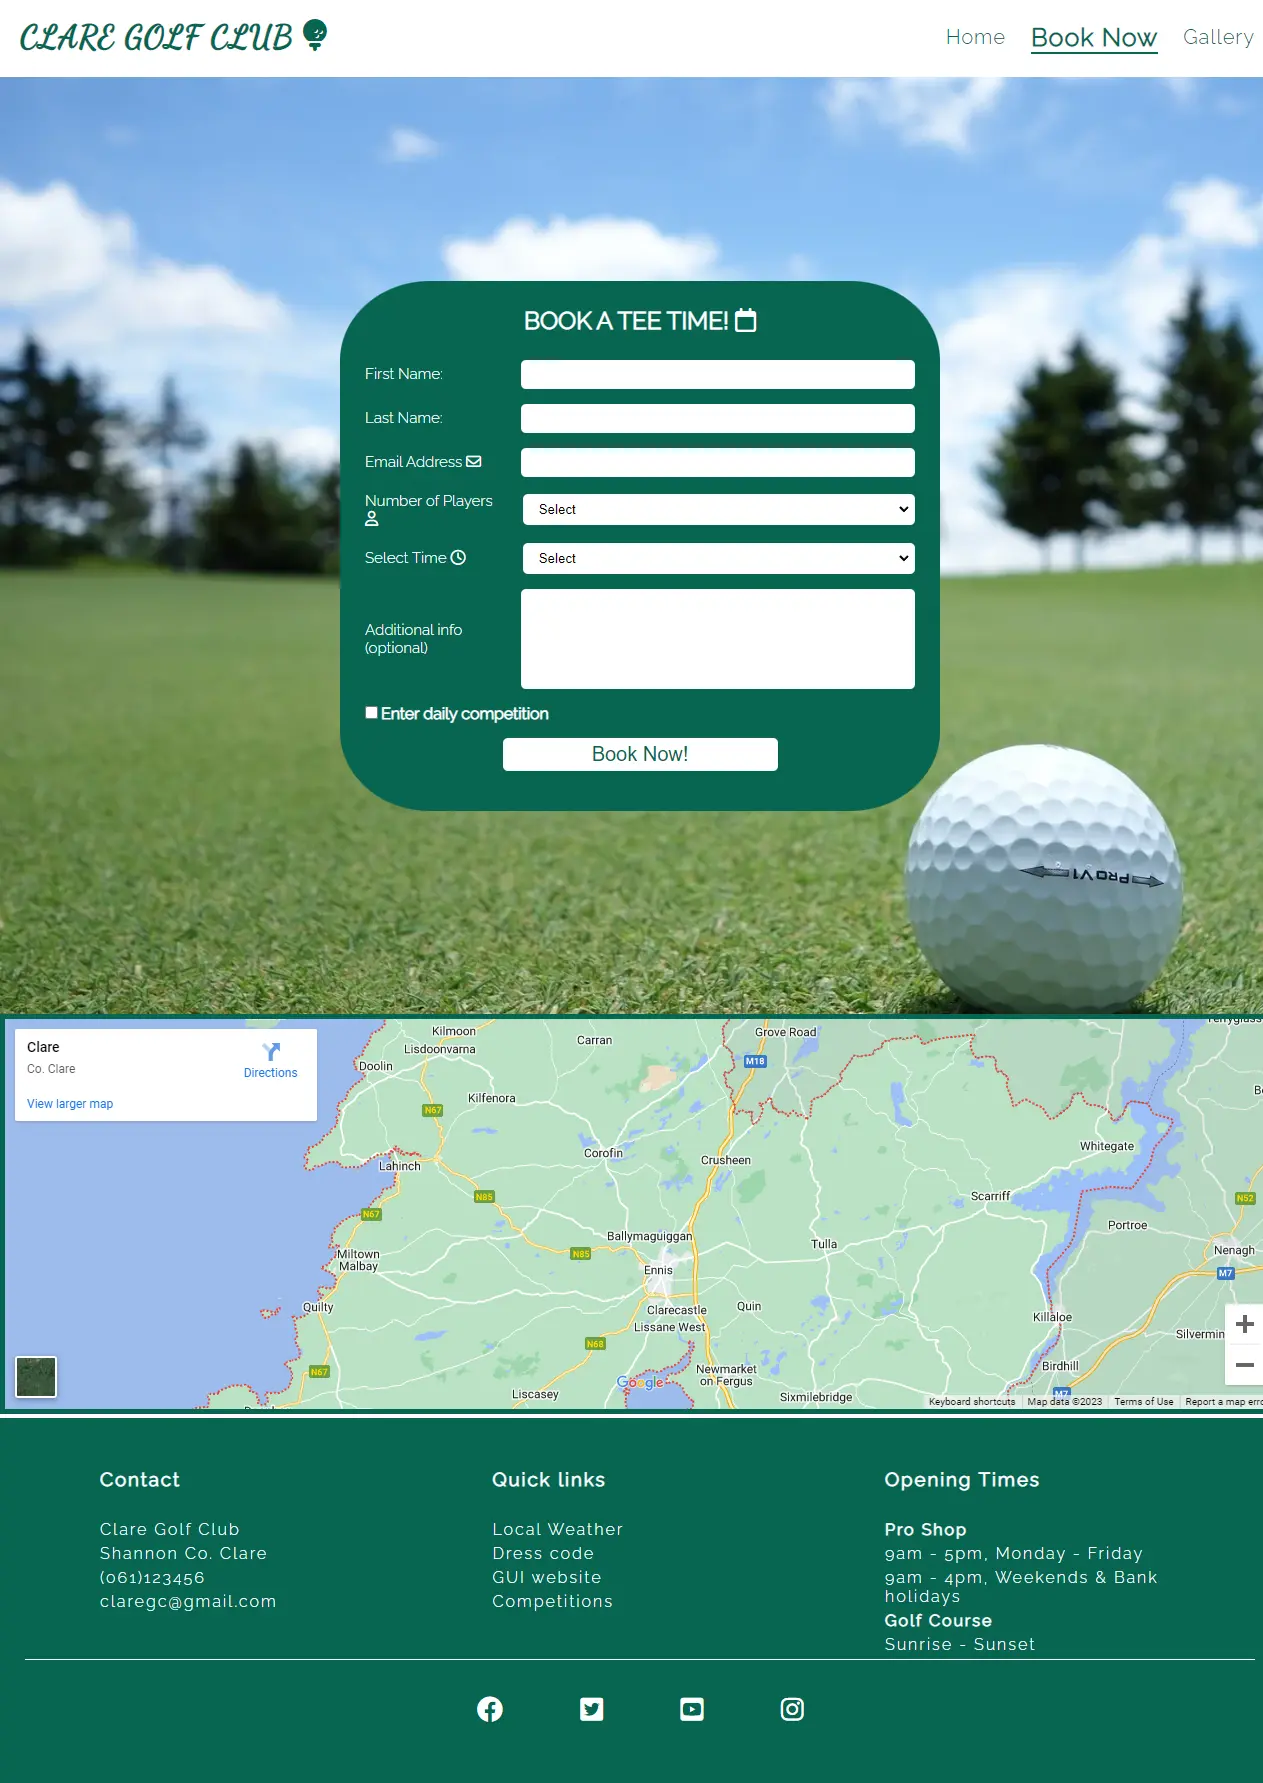 CLARE GOLF CLUB
Home Book Now Gallery
BOOK A TEE TIME!
First Name:
Last Name:
Email Address
Number of Players
Select
Select Time
Select
Additional info
(optional)
Enter daily competition
Book Now!
PRO V1
Clare
Co. Clare
Directions
View larger map
Kilmoon
Carran
Grove Road
Lisdoonvarna
Doolin
M18
Kilfenora
N67
Corofin
Crusheen
Whitegate
Lahinch
N85
Scarriff
N52
N67
Portroe
Ballymaguiggan
Tulla
Miltown
Malbay
N85
Nenagh
Ennis
M7
Quilty
Clarecastle
Quin
Killaloe
Lissane West
Silvermin
N68
Newmarket
on Fergus
Birdhill
N67
Google
Liscasey
Sixmilebridge
M7
Keyboard shortcuts
Map data ©2023
Terms of Use
Report a map erro
Contact
Clare Golf Club
Shannon Co. Clare
(061)123456
claregc@gmail.com
Quick links
Local Weather
Dress code
GUI website
Competitions
Opening Times
Pro Shop
9am - 5pm, Monday - Friday
9am - 4pm, Weekends & Bank
holidays
Golf Course
Sunrise - Sunset